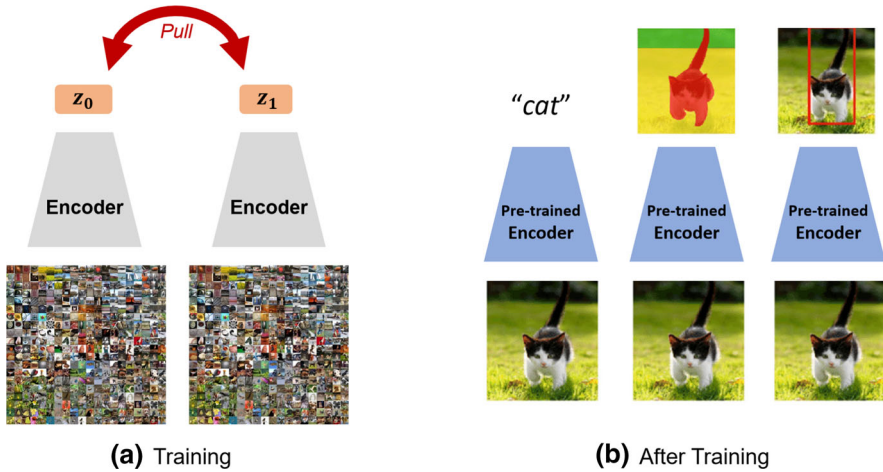 Pull
z₀
z₁
Encoder
Encoder
(a) Training
"cat"
Pre-trained
Encoder
Pre-trained
Encoder
Pre-trained
Encoder
(b) After Training